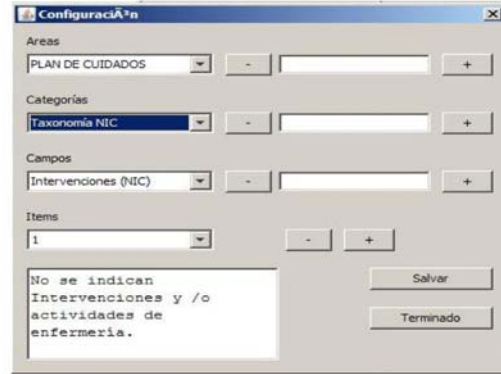 ConfiguraciÃ³n
Areas
PLAN DE CUIDADOS - +
Categorías
Taxonomía NIC - +
Campos
Intervenciones (NIC) - +
Items
1 - +
No se indican
Intervenciones y /o
actividades de
enfermería.
Salvar
Terminado